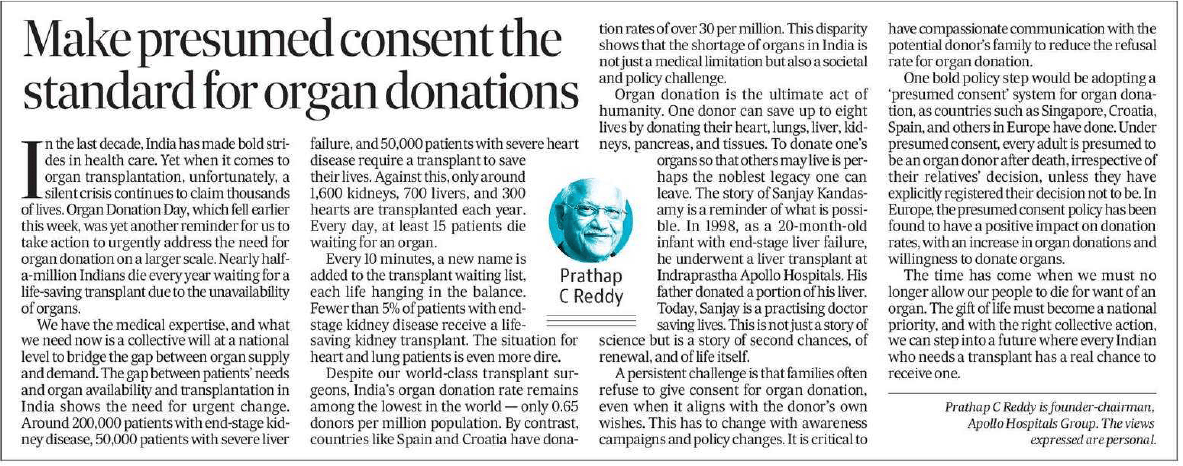 Make presumed consent the
standard for organ donations
In the last decade, India has made bold stri-
des in health care. Yet when it comes to
organ transplantation, unfortunately, a
silent crisis continues to claim thousands
of lives. Organ Donation Day, which fell earlier
this week, was yet another reminder for us to
take action to urgently address the need for
organ donation on a larger scale. Nearly half-
a-million Indians die every year waiting for a
life-saving transplant due to the unavailability
of organs.
We have the medical expertise, and what
we need now is a collective will at a national
level to bridge the gap between organ supply
and demand. The gap between patients' needs
and organ availability and transplantation in
India shows the need for urgent change.
Around 200,000 patients with end-stage kid-
ney disease, 50,000 patients with severe liver
failure, and 50,000 patients with severe heart
disease require a transplant to save
their lives. Against this, only around
1,600 kidneys, 700 livers, and 300
hearts are transplanted each year.
Every day, at least 15 patients die
waiting for an organ.
Every 10 minutes, a new name is
added to the transplant waiting list,
each life hanging in the balance.
Fewer than 5% of patients with end-
stage kidney disease receive a life-
saving kidney transplant. The situation for
heart and lung patients is even more dire.
Despite our world-class transplant sur-
geons, India's organ donation rate remains
among the lowest in the world — only 0.65
donors per million population. By contrast,
countries like Spain and Croatia have dona-
Prathap
C Reddy
tion rates of over 30 per million. This disparity
shows that the shortage of organs in India is
not just a medical limitation but also a societal
and policy challenge.
Organ donation is the ultimate act of
humanity. One donor can save up to eight
lives by donating their heart, lungs, liver, kid-
neys, pancreas, and tissues. To donate one's
organs so that others may live is per-
haps the noblest legacy one can
leave. The story of Sanjay Kandas-
amy is a reminder of what is possi-
ble. In 1998, as a 20-month-old
infant with end-stage liver failure,
he underwent a liver transplant at
Indraprastha Apollo Hospitals. His
father donated a portion of his liver.
Today, Sanjay is a practising doctor
saving lives. This is not just a story of
science but is a story of second chances, of
renewal, and of life itself.
A persistent challenge is that families often
refuse to give consent for organ donation,
even when it aligns with the donor's own
wishes. This has to change with awareness
campaigns and policy changes. It is critical to
have compassionate communication with the
potential donor's family to reduce the refusal
rate for organ donation.
One bold policy step would be adopting a
'presumed consent' system for organ dona-
tion, as countries such as Singapore, Croatia,
Spain, and others in Europe have done. Under
presumed consent, every adult is presumed to
be an organ donor after death, irrespective of
their relatives' decision, unless they have
explicitly registered their decision not to be. In
Europe, the presumed consent policy has been
found to have a positive impact on donation
rates, with an increase in organ donations and
willingness to donate organs.
The time has come when we must no
longer allow our people to die for want of an
organ. The gift of life must become a national
priority, and with the right collective action,
we can step into a future where every Indian
who needs a transplant has a real chance to
receive one.
Prathap C Reddy is founder-chairman,
Apollo Hospitals Group. The views
expressed are personal.